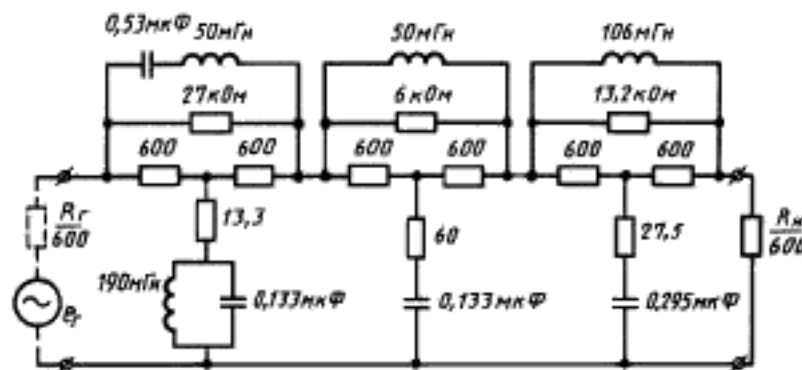 0,53мкФ 50мГн 50мГн 106мГн
27кОм 6кОм 13,2кОм
600 600 600 600 600 600
Rг
600
13,3 60 27,5
Rн
600
190мГн
eг
0,133мкФ 0,133мкФ 0,295мкФ